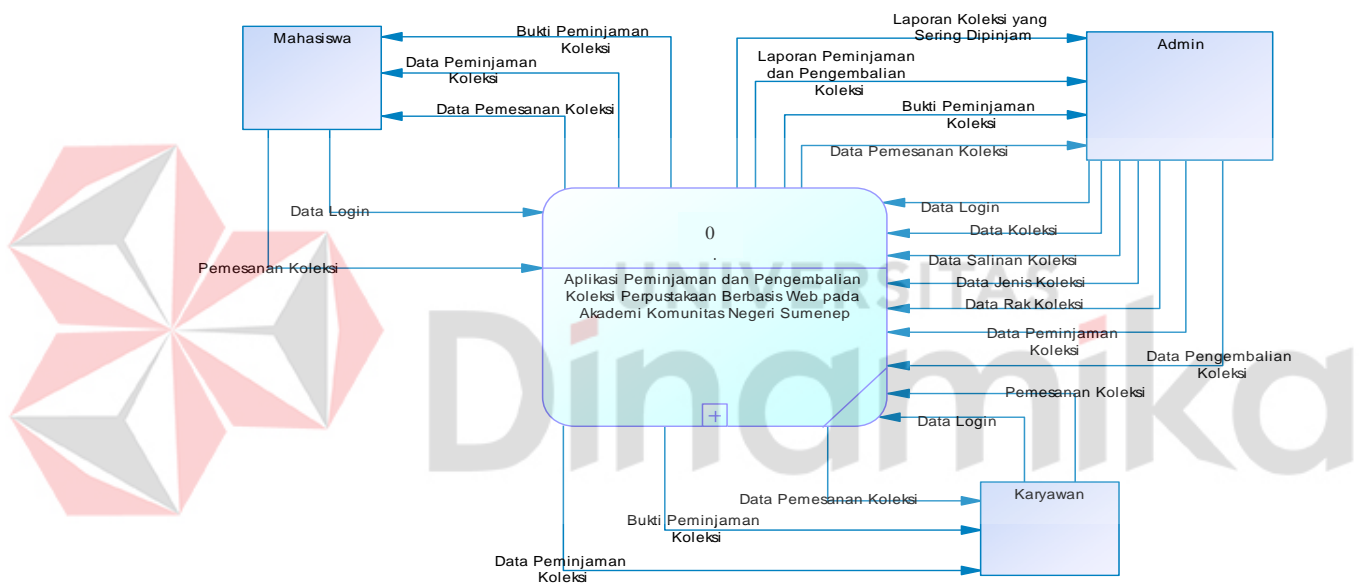 Mahasiswa
Bukti Peminjaman
Koleksi
Data Peminjaman
Koleksi
Data Pemesanan Koleksi
Laporan Koleksi yang
Sering Dipinjam
Laporan Peminjaman
dan Pengembalian
Koleksi
Bukti Peminjaman
Koleksi
Data Pemesanan Koleksi
Admin
Data Login
Pemesanan Koleksi
0
.
Aplikasi Peminjaman dan Pengembalian
Koleksi Perpustakaan Berbasis Web pada
Akademi Komunitas Negeri Sumenep
+
Data Login
Data Koleksi
Data Salinan Koleksi
Data Jenis Koleksi
Data Rak Koleksi
Data Peminjaman
Koleksi
Data Pengembalian
Koleksi
Pemesanan Koleksi
Data Login
Data Pemesanan Koleksi
Bukti Peminjaman
Koleksi
Data Peminjaman
Koleksi
Karyawan
UNIVERSITAS
Dinamika